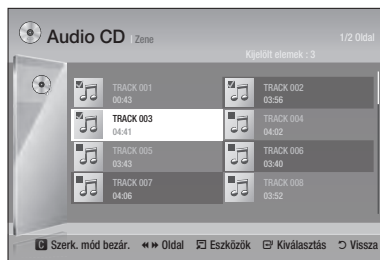 Audio CD | Zene
1/2 Oldal
Kijelölt elemek : 3
TRACK 001
00:43
TRACK 002
03:56
TRACK 003
04:41
TRACK 004
04:02
TRACK 005
03:43
TRACK 006
03:40
TRACK 007
04:06
TRACK 008
03:52
C Szerk. mód bezár. Oldal Eszközök Kiválasztás Vissza